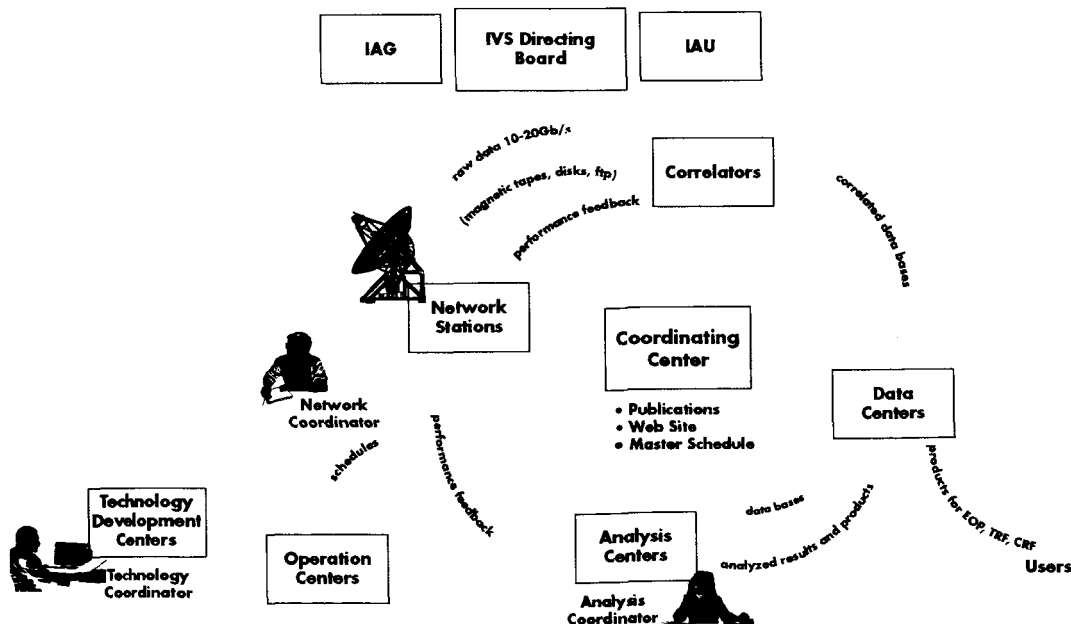 IAG
IVS Directing
Board
IAU
raw data 10-20Gb/s
(magnetic tapes, disks, ftp)
performance feedback
Correlators
correlated data bases
Network
Stations
Coordinating
Center
• Publications
• Web Site
• Master Schedule
Data
Centers
Network
Coordinator
schedules
performance feedback
products for EOP, TRF, CRF
Users
Technology
Development
Centers
Technology
Coordinator
Operation
Centers
data bases
Analysis
Centers
analyzed results and products
Analysis
Coordinator